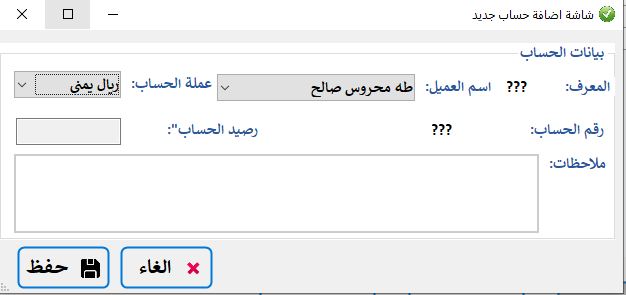 شاشة اضافة حساب جديد
بيانات الحساب
المعرف: ??? اسم العميل: طه محروس صالح عملة الحساب: ريال يمني
رقم الحساب: ??? رصيد الحساب":
ملاحظات:
الغاء حفظ